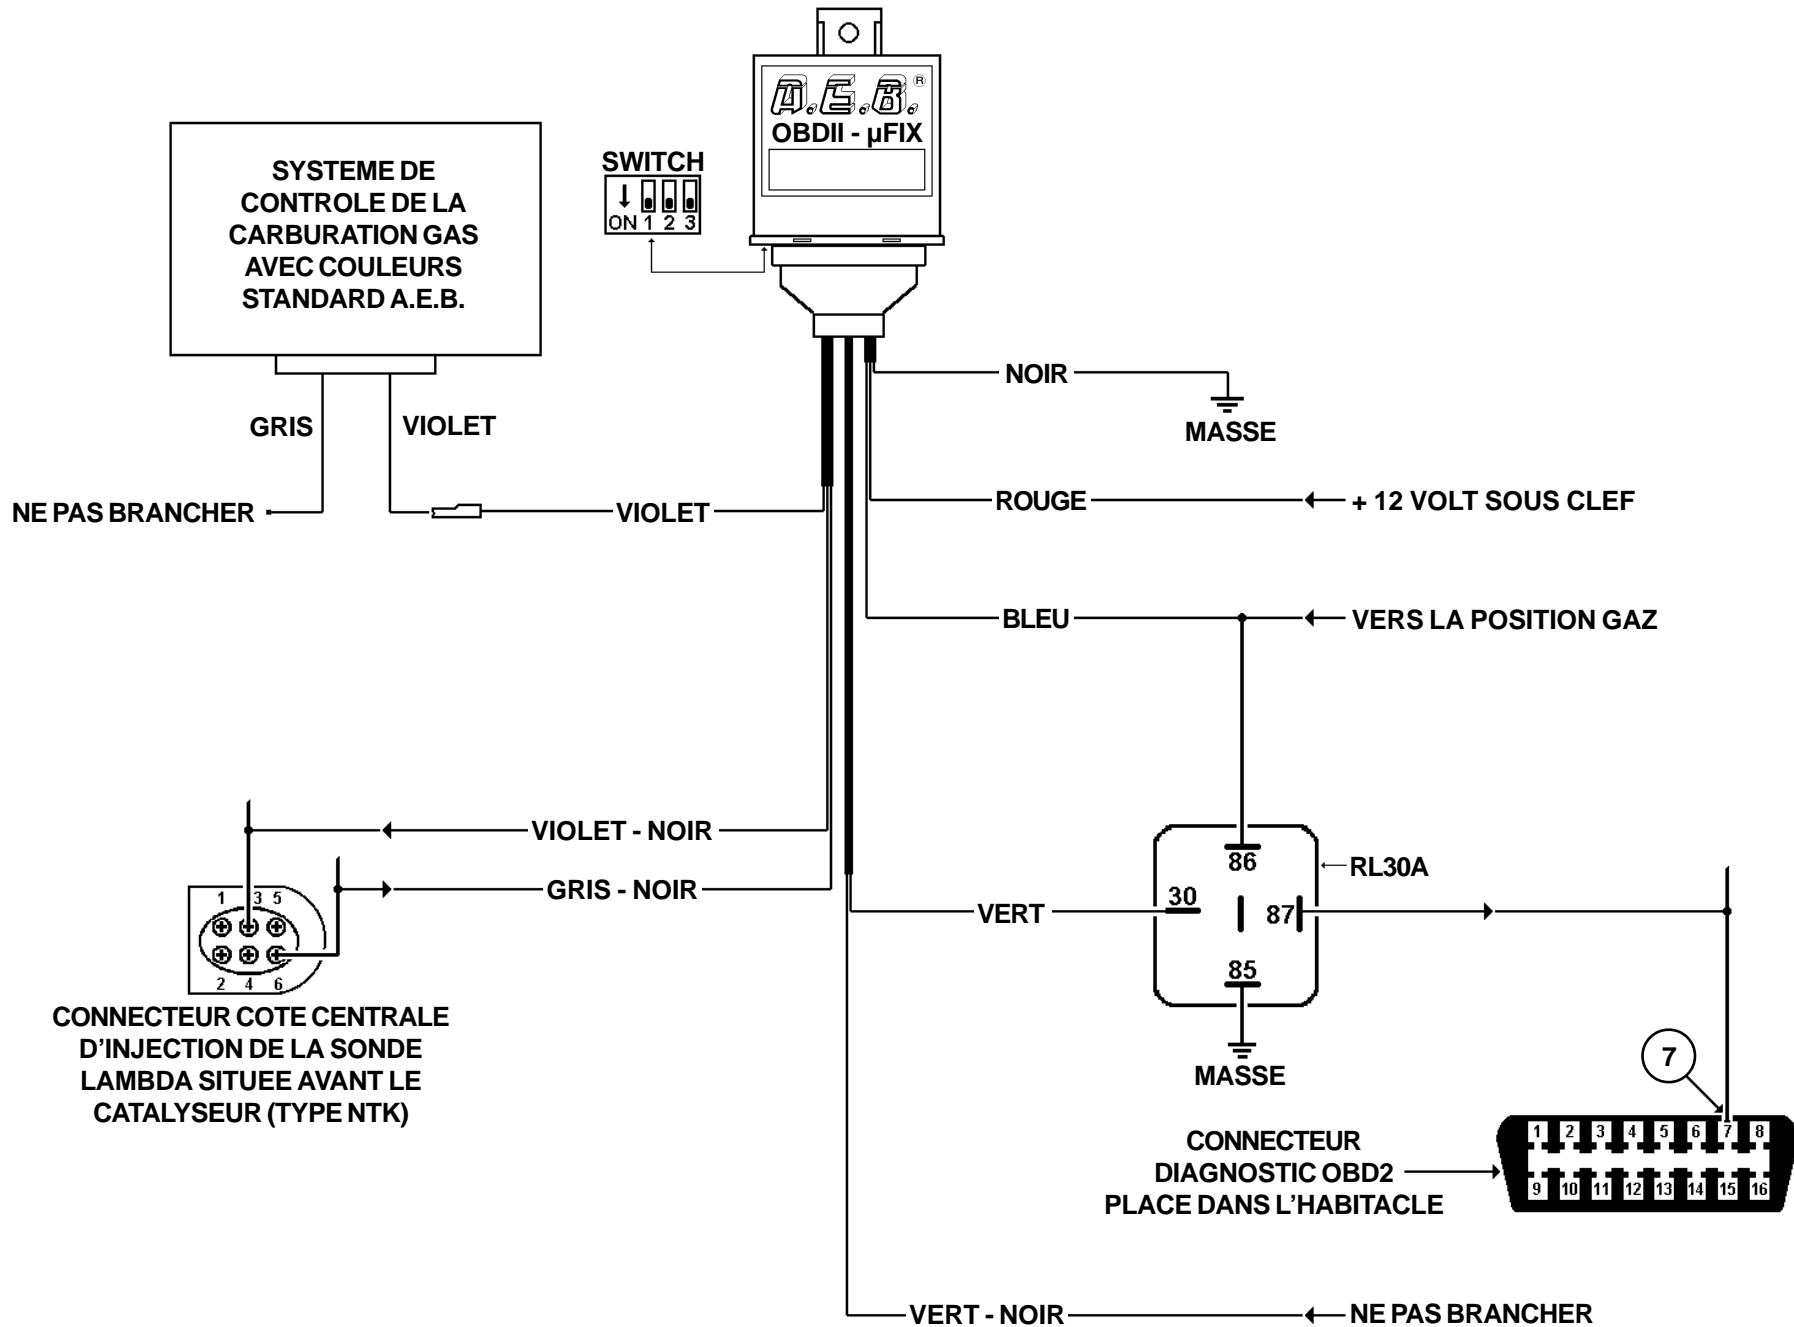 A.E.B.®
OBDII - µFIX
SWITCH
ON 1 2 3
SYSTEME DE
CONTROLE DE LA
CARBURATION GAS
AVEC COULEURS
STANDARD A.E.B.
GRIS
VIOLET
NE PAS BRANCHER
VIOLET
NOIR
MASSE
ROUGE
+ 12 VOLT SOUS CLEF
BLEU
VERS LA POSITION GAZ
VIOLET - NOIR
GRIS - NOIR
1 3 5
2 4 6
CONNECTEUR COTE CENTRALE
D'INJECTION DE LA SONDE
LAMBDA SITUEE AVANT LE
CATALYSEUR (TYPE NTK)
VERT
86
RL30A
30
87
85
MASSE
7
CONNECTEUR
DIAGNOSTIC OBD2
PLACE DANS L'HABITACLE
1 2 3 4 5 6 7 8
9 10 11 12 13 14 15 16
VERT - NOIR
NE PAS BRANCHER